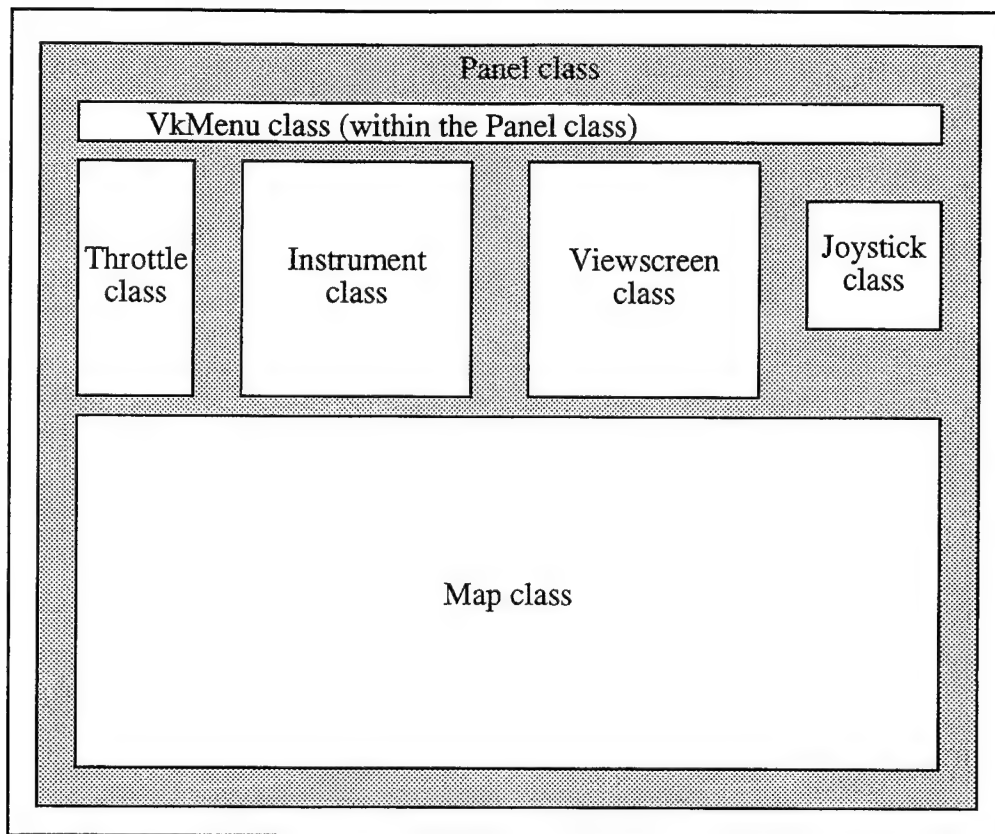 Panel class
VkMenu class (within the Panel class)
Throttle
class
Instrument
class
Viewscreen
class
Joystick
class
Map class